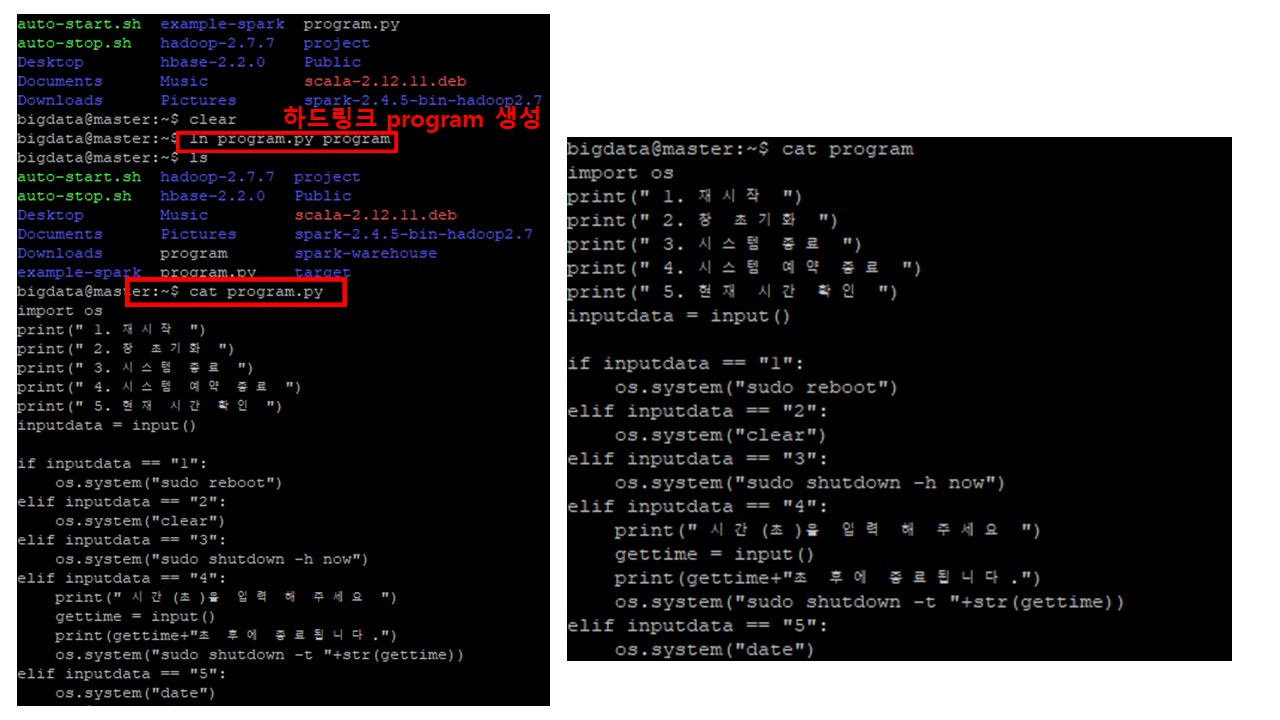 auto-start.sh example-spark program.py
auto-stop.sh hadoop-2.7.7 project
Desktop hbase-2.2.0 Public
Documents Music scala-2.12.11.deb
Downloads Pictures spark-2.4.5-bin-hadoop2.7
bigdata@master:~$ clear
하드링크 program 생성
bigdata@master:~$ ln program.py program
bigdata@master:~$ ls
auto-start.sh hadoop-2.7.7 project
auto-stop.sh hbase-2.2.0 Public
Desktop Music scala-2.12.11.deb
Documents Pictures spark-2.4.5-bin-hadoop2.7
Downloads program spark-warehouse
example-spark program.py target
bigdata@master:~$ cat program.py
import os
print(" 1. 재시작 ")
print(" 2. 창 초기화 ")
print(" 3. 시스템 종료 ")
print(" 4. 시스템 예약 종료 ")
print(" 5. 현재 시간 확인 ")
inputdata = input()
if inputdata == "1":
    os.system("sudo reboot")
elif inputdata == "2":
    os.system("clear")
elif inputdata == "3":
    os.system("sudo shutdown -h now")
elif inputdata == "4":
    print(" 시간(초)을 입력 해 주세요 ")
    gettime = input()
    print(gettime+"초 후에 종료됩니다.")
    os.system("sudo shutdown -t "+str(gettime))
elif inputdata == "5":
    os.system("date")
bigdata@master:~$ cat program
import os
print(" 1. 재시작 ")
print(" 2. 창 초기화 ")
print(" 3. 시스템 종료 ")
print(" 4. 시스템 예약 종료 ")
print(" 5. 현재 시간 확인 ")
inputdata = input()
if inputdata == "1":
    os.system("sudo reboot")
elif inputdata == "2":
    os.system("clear")
elif inputdata == "3":
    os.system("sudo shutdown -h now")
elif inputdata == "4":
    print(" 시간(초)을 입력 해 주세요 ")
    gettime = input()
    print(gettime+"초 후에 종료됩니다.")
    os.system("sudo shutdown -t "+str(gettime))
elif inputdata == "5":
    os.system("date")